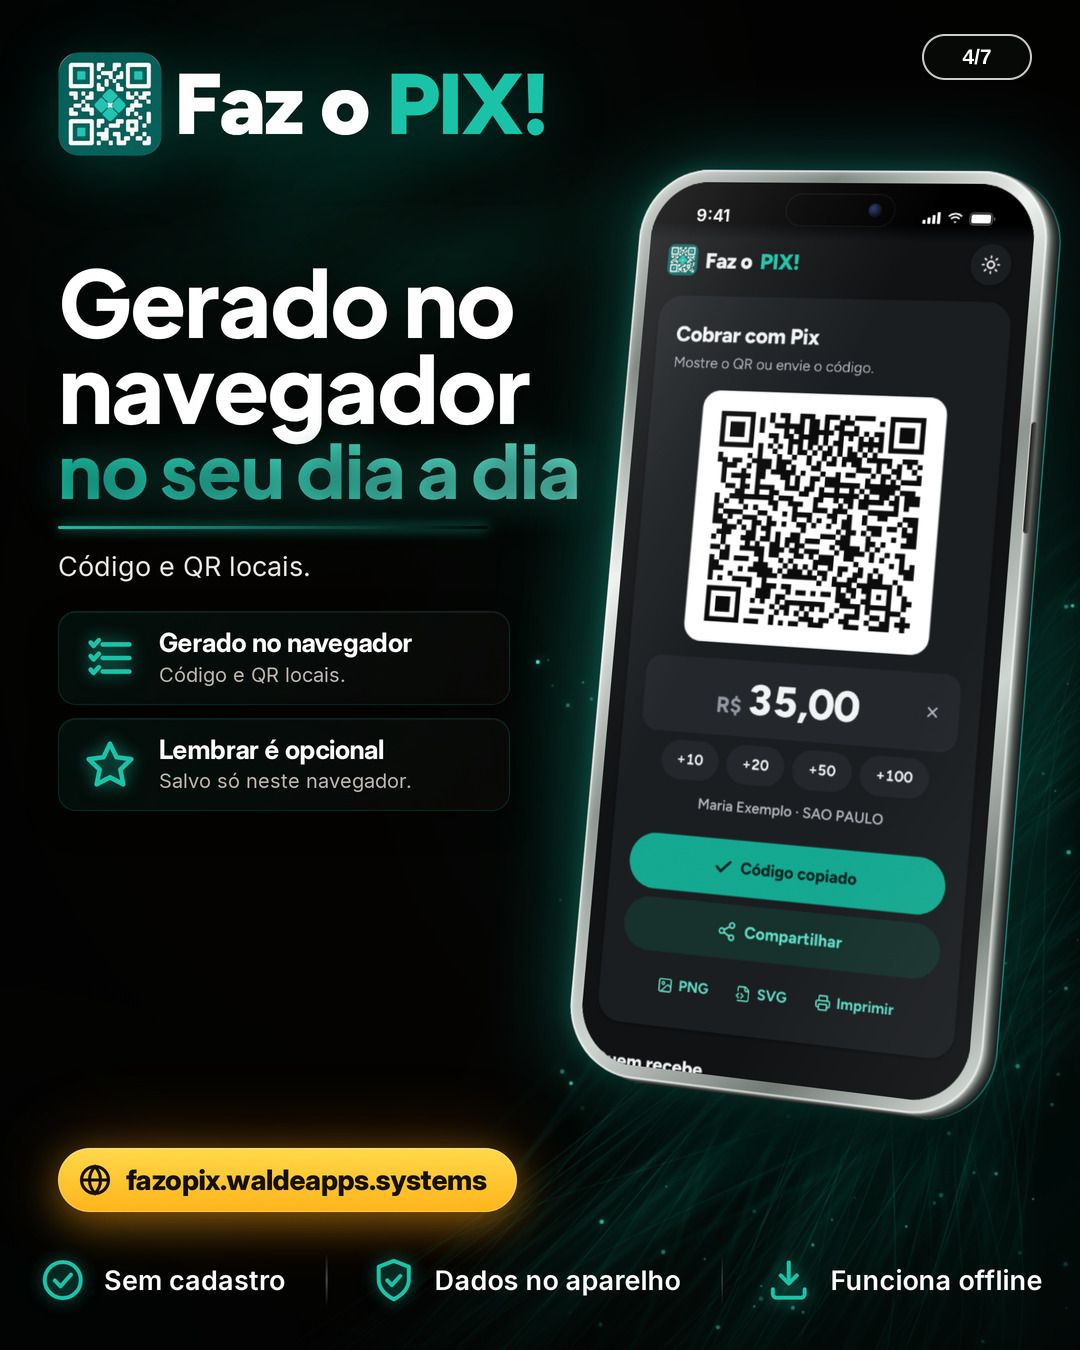 Faz o PIX!
4/7
Gerado no
navegador
no seu dia a dia
Código e QR locais.
Gerado no navegador
Código e QR locais.
Lembrar é opcional
Salvo só neste navegador.
9:41
Faz o PIX!
Cobrar com Pix
Mostre o QR ou envie o código.
R$ 35,00 ×
+10 +20 +50 +100
Maria Exemplo · SAO PAULO
Código copiado
Compartilhar
PNG SVG Imprimir
recebe
fazopix.waldeapps.systems
Sem cadastro
Dados no aparelho
Funciona offline